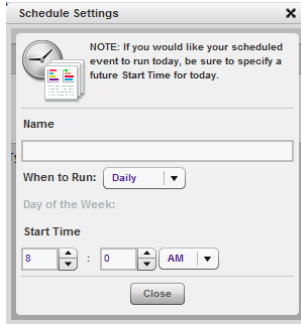 Schedule Settings
NOTE: If you would like your scheduled
event to run today, be sure to specify a
future Start Time for today.
Name
When to Run: Daily
Day of the Week:
Start Time
8 : 0 AM
Close